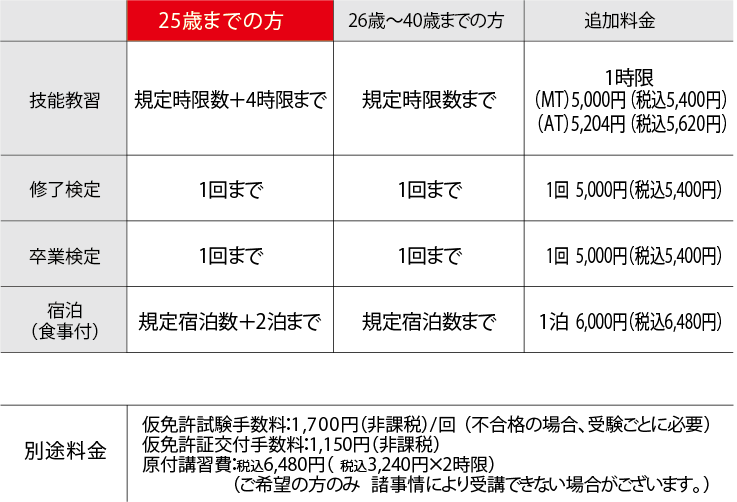 25歳までの方 26歳～40歳までの方 追加料金
技能教習 規定時限数＋4時限まで 規定時限数まで 1時限
（MT）5,000円（税込5,400円）
（AT）5,204円（税込5,620円）
修了検定 1回まで 1回まで 1回 5,000円（税込5,400円）
卒業検定 1回まで 1回まで 1回 5,000円（税込5,400円）
宿泊
（食事付） 規定宿泊数＋2泊まで 規定宿泊数まで 1泊 6,000円（税込6,480円）
別途料金
仮免許試験手数料：1,700円（非課税）/回（不合格の場合、受験ごとに必要）
仮免許証交付手数料：1,150円（非課税）
原付講習費：税込6,480円（ 税込3,240円×2時限）
（ご希望の方のみ 諸事情により受講できない場合がございます。）